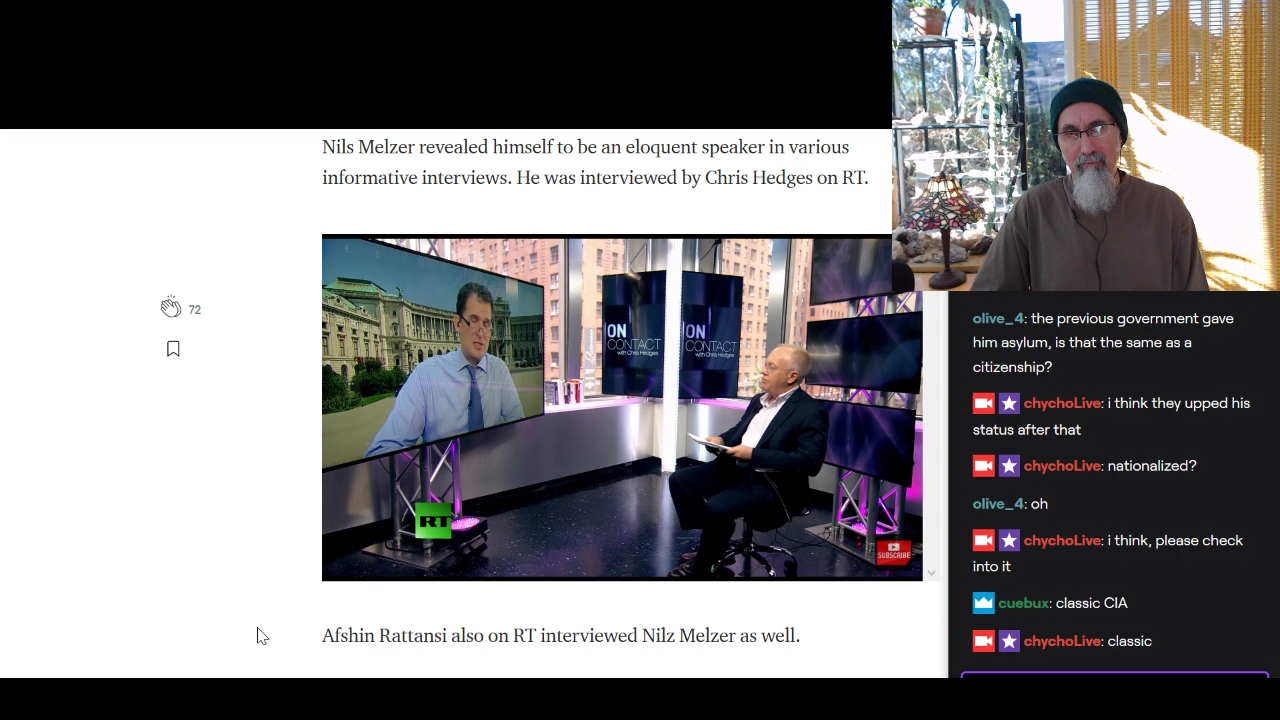 Nils Melzer revealed himself to be an eloquent speaker in various
informative interviews. He was interviewed by Chris Hedges on RT.
72
ON
CONTACT
with Chris Hedges
ON
CONTACT
with Chris Hedges
RT
SUBSCRIBE
Afshin Rattansi also on RT interviewed Nilz Melzer as well.
olive_4: the previous government gave
him asylum, is that the same as a
citizenship?
chychoLive: i think they upped his
status after that
chychoLive: nationalized?
olive_4: oh
chychoLive: i think, please check
into it
cuebux: classic CIA
chychoLive: classic